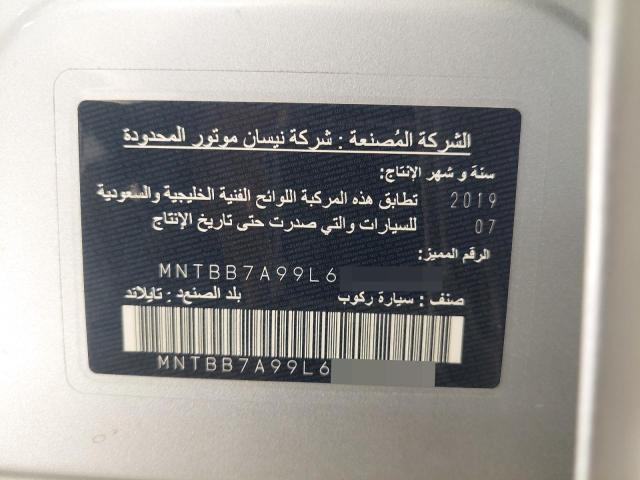 الشركة المُصنعة : شركة نيسان موتور المحدودة
سنة و شهر الإنتاج:
2019 تطابق هذه المركبة اللوائح الفنية الخليجية والسعودية
07 للسيارات والتي صدرت حتى تاريخ الإنتاج
الرقم المميز:
MNTBB7A99L6
صنف : سيارة ركوب بلد الصنع : تايلاند
MNTBB7A99L6